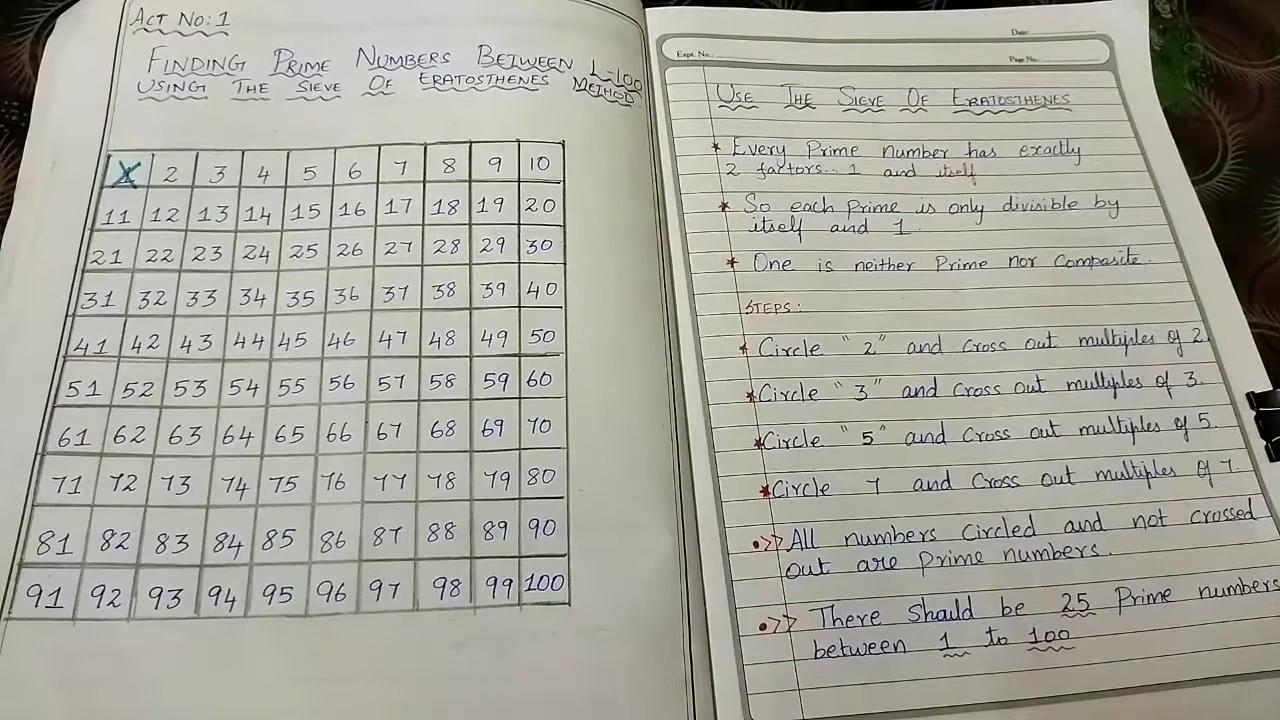 ACT NO: 1
FINDING PRIME NUMBERS BETWEEN 1-100
USING THE SIEVE OF ERATOSTHENES METHOD
X 2 3 4 5 6 7 8 9 10
11 12 13 14 15 16 17 18 19 20
21 22 23 24 25 26 27 28 29 30
31 32 33 34 35 36 37 38 39 40
41 42 43 44 45 46 47 48 49 50
51 52 53 54 55 56 57 58 59 60
61 62 63 64 65 66 67 68 69 70
71 72 73 74 75 76 77 78 79 80
81 82 83 84 85 86 87 88 89 90
91 92 93 94 95 96 97 98 99 100
Date:
Expt. No.:
Page No.:
USE THE SIEVE OF ERATOSTHENES
* Every Prime number has exactly
2 factors.. 1 and itself
* So each Prime is only divisible by
itself and 1.
* One is neither Prime nor Composite.
STEPS:
* Circle "2" and Cross out multiples of 2.
* Circle "3" and Cross out multiples of 3.
* Circle "5" and Cross out multiples of 5.
* Circle 7 and Cross out multiples of 7.
•>> All numbers Circled and not crossed
out are Prime numbers.
•>> There Should be 25 Prime numbers
between 1 to 100